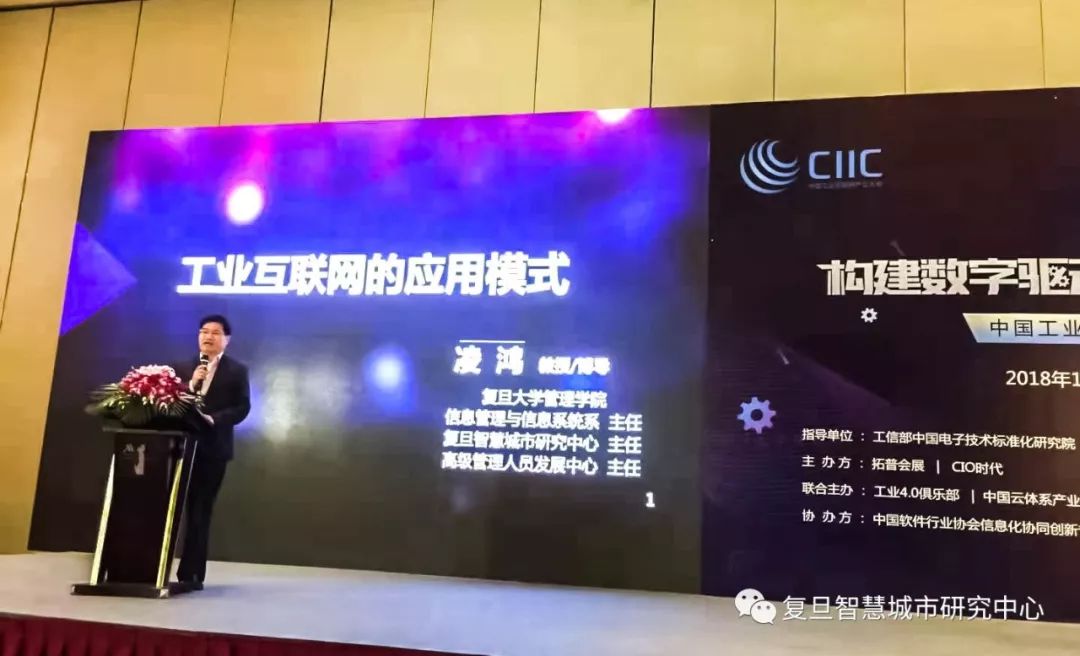 工业互联网的应用模式
凌 鸿 教授/博导
复旦大学管理学院
信息管理与信息系统系 主任
复旦智慧城市研究中心 主任
高级管理人员发展中心 主任
1
CIIC
构建数字驱
中国工业
2018年1
指导单位 ： 工信部中国电子技术标准化研究院
主 办 方 ： 拓普会展 | CIO时代
联合主办 ： 工业4.0俱乐部 | 中国云体系产业
协 办 方 ： 中国软件行业协会信息化协同创新
复旦智慧城市研究中心